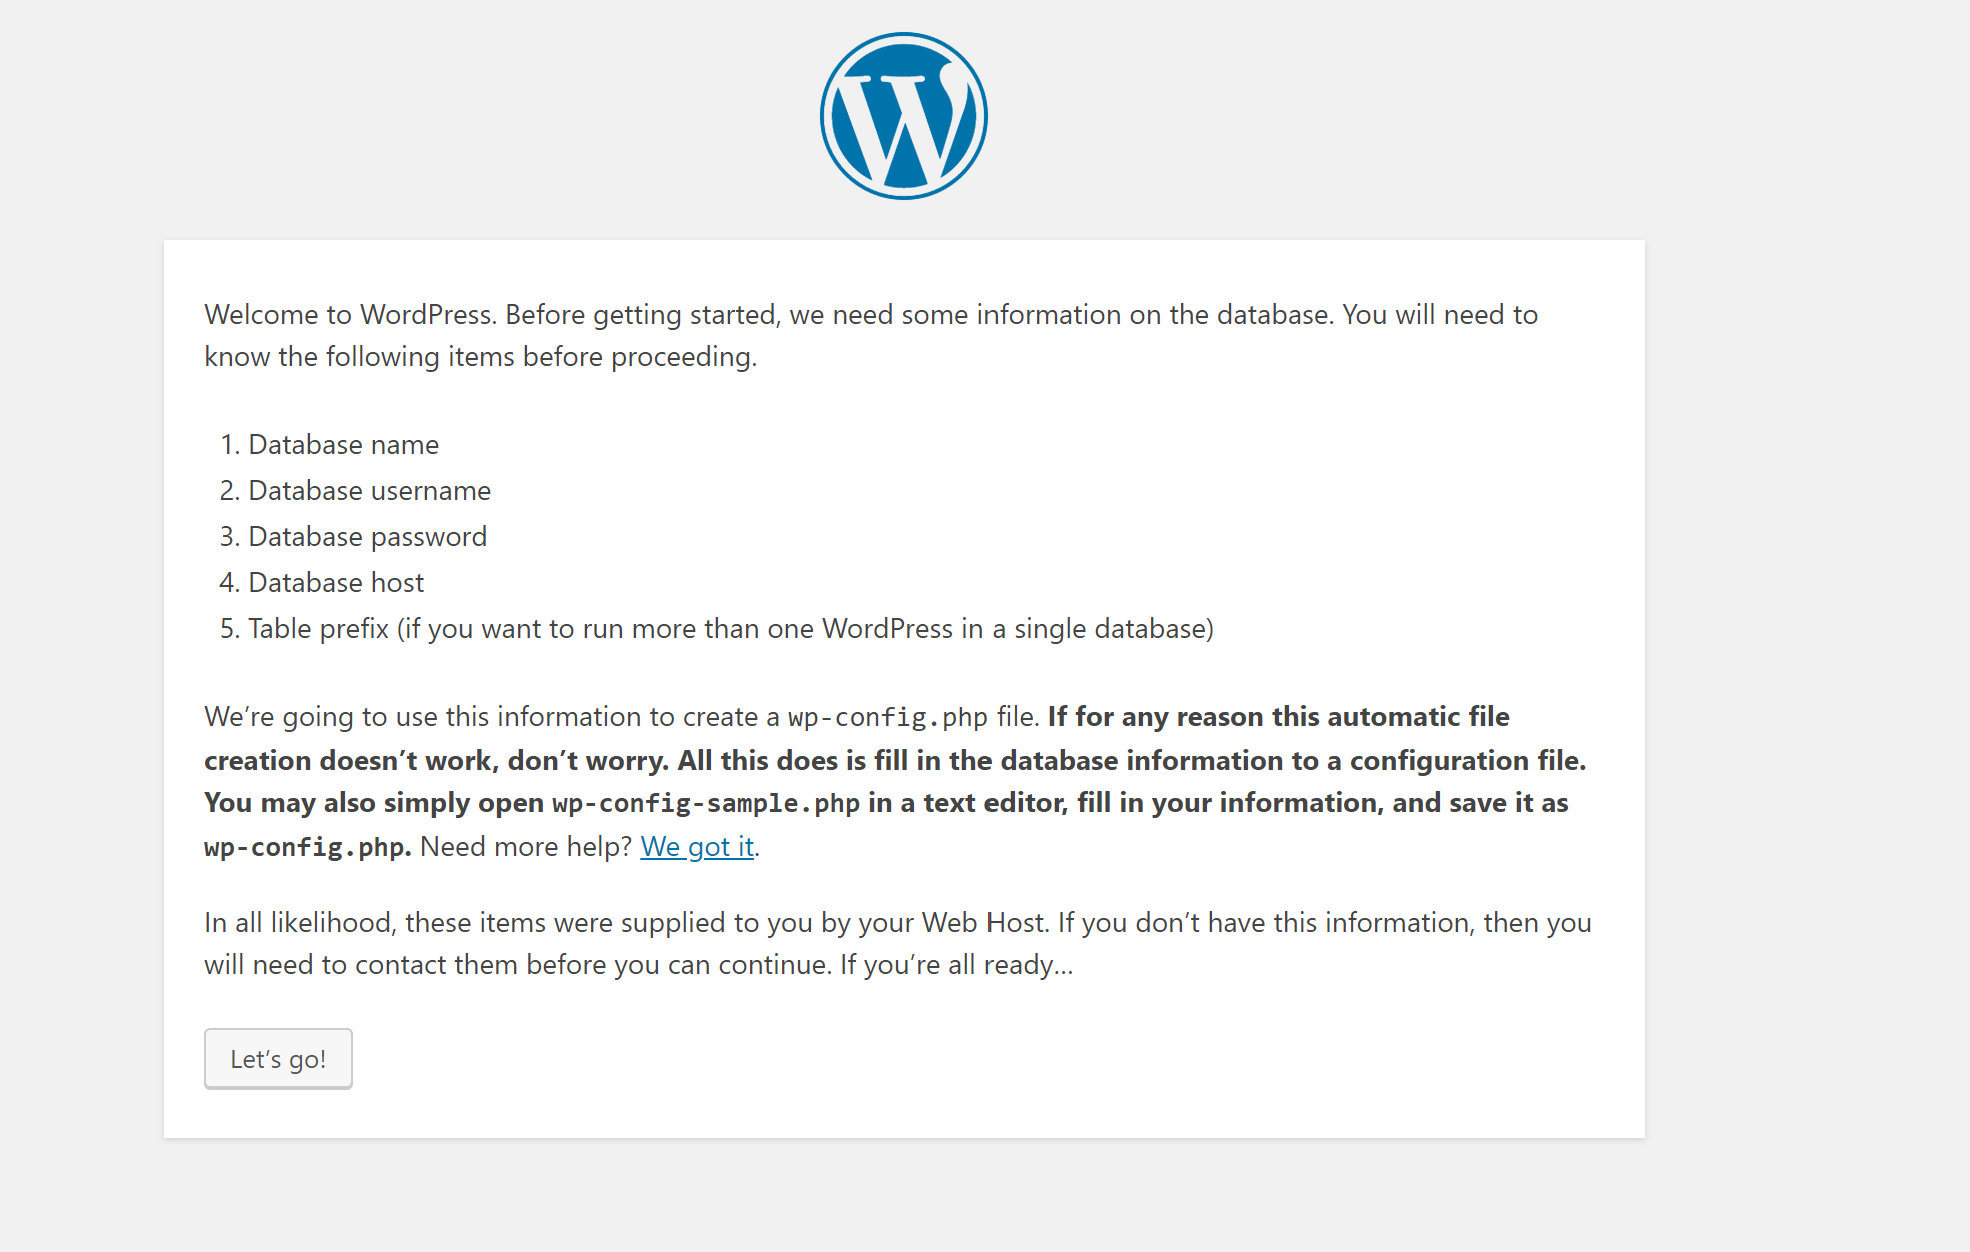 Welcome to WordPress. Before getting started, we need some information on the database. You will need to
know the following items before proceeding.
1. Database name
2. Database username
3. Database password
4. Database host
5. Table prefix (if you want to run more than one WordPress in a single database)
We’re going to use this information to create a wp-config.php file. If for any reason this automatic file
creation doesn’t work, don’t worry. All this does is fill in the database information to a configuration file.
You may also simply open wp-config-sample.php in a text editor, fill in your information, and save it as
wp-config.php. Need more help? We got it.
In all likelihood, these items were supplied to you by your Web Host. If you don’t have this information, then you
will need to contact them before you can continue. If you’re all ready…
Let’s go!